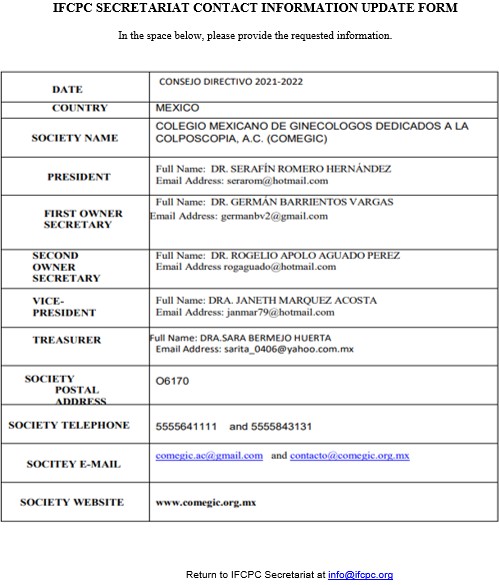 IFCPC SECRETARIAT CONTACT INFORMATION UPDATE FORM
In the space below, please provide the requested information.
DATE
CONSEJO DIRECTIVO 2021-2022
COUNTRY
MEXICO
SOCIETY NAME
COLEGIO MEXICANO DE GINECOLOGOS DEDICADOS A LA
COLPOSCOPIA, A.C. (COMEGIC)
PRESIDENT
Full Name: DR. SERAFÍN ROMERO HERNÁNDEZ
Email Address: serarom@hotmail.com
FIRST OWNER
SECRETARY
Full Name: DR. GERMÁN BARRIENTOS VARGAS
Email Address: germanbv2@gmail.com
SECOND
OWNER
SECRETARY
Full Name: DR. ROGELIO APOLO AGUADO PEREZ
Email Address rogaguado@hotmail.com
VICE-
PRESIDENT
Full Name: DRA. JANETH MARQUEZ ACOSTA
Email Address: janmar79@hotmail.com
TREASURER
Full Name: DRA.SARA BERMEJO HUERTA
Email Address: sarita_0406@yahoo.com.mx
SOCIETY
POSTAL
ADDRESS
O6170
SOCIETY TELEPHONE
5555641111 and 5555843131
SOCITEY E-MAIL
comegic.ac@gmail.com and contacto@comegic.org.mx
SOCIETY WEBSITE
www.comegic.org.mx
Return to IFCPC Secretariat at info@ifcpc.org